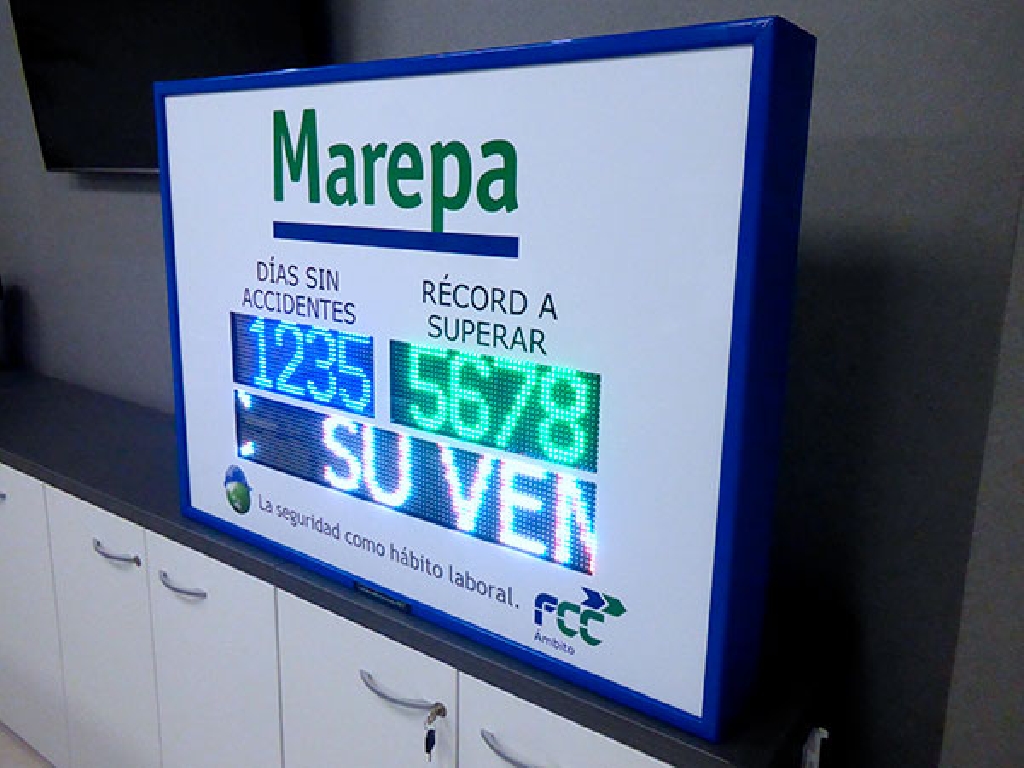 Marepa
DÍAS SIN
ACCIDENTES
RÉCORD A
SUPERAR
1235
5678
SU VEN
La seguridad como hábito laboral.
FCC
Ámbito